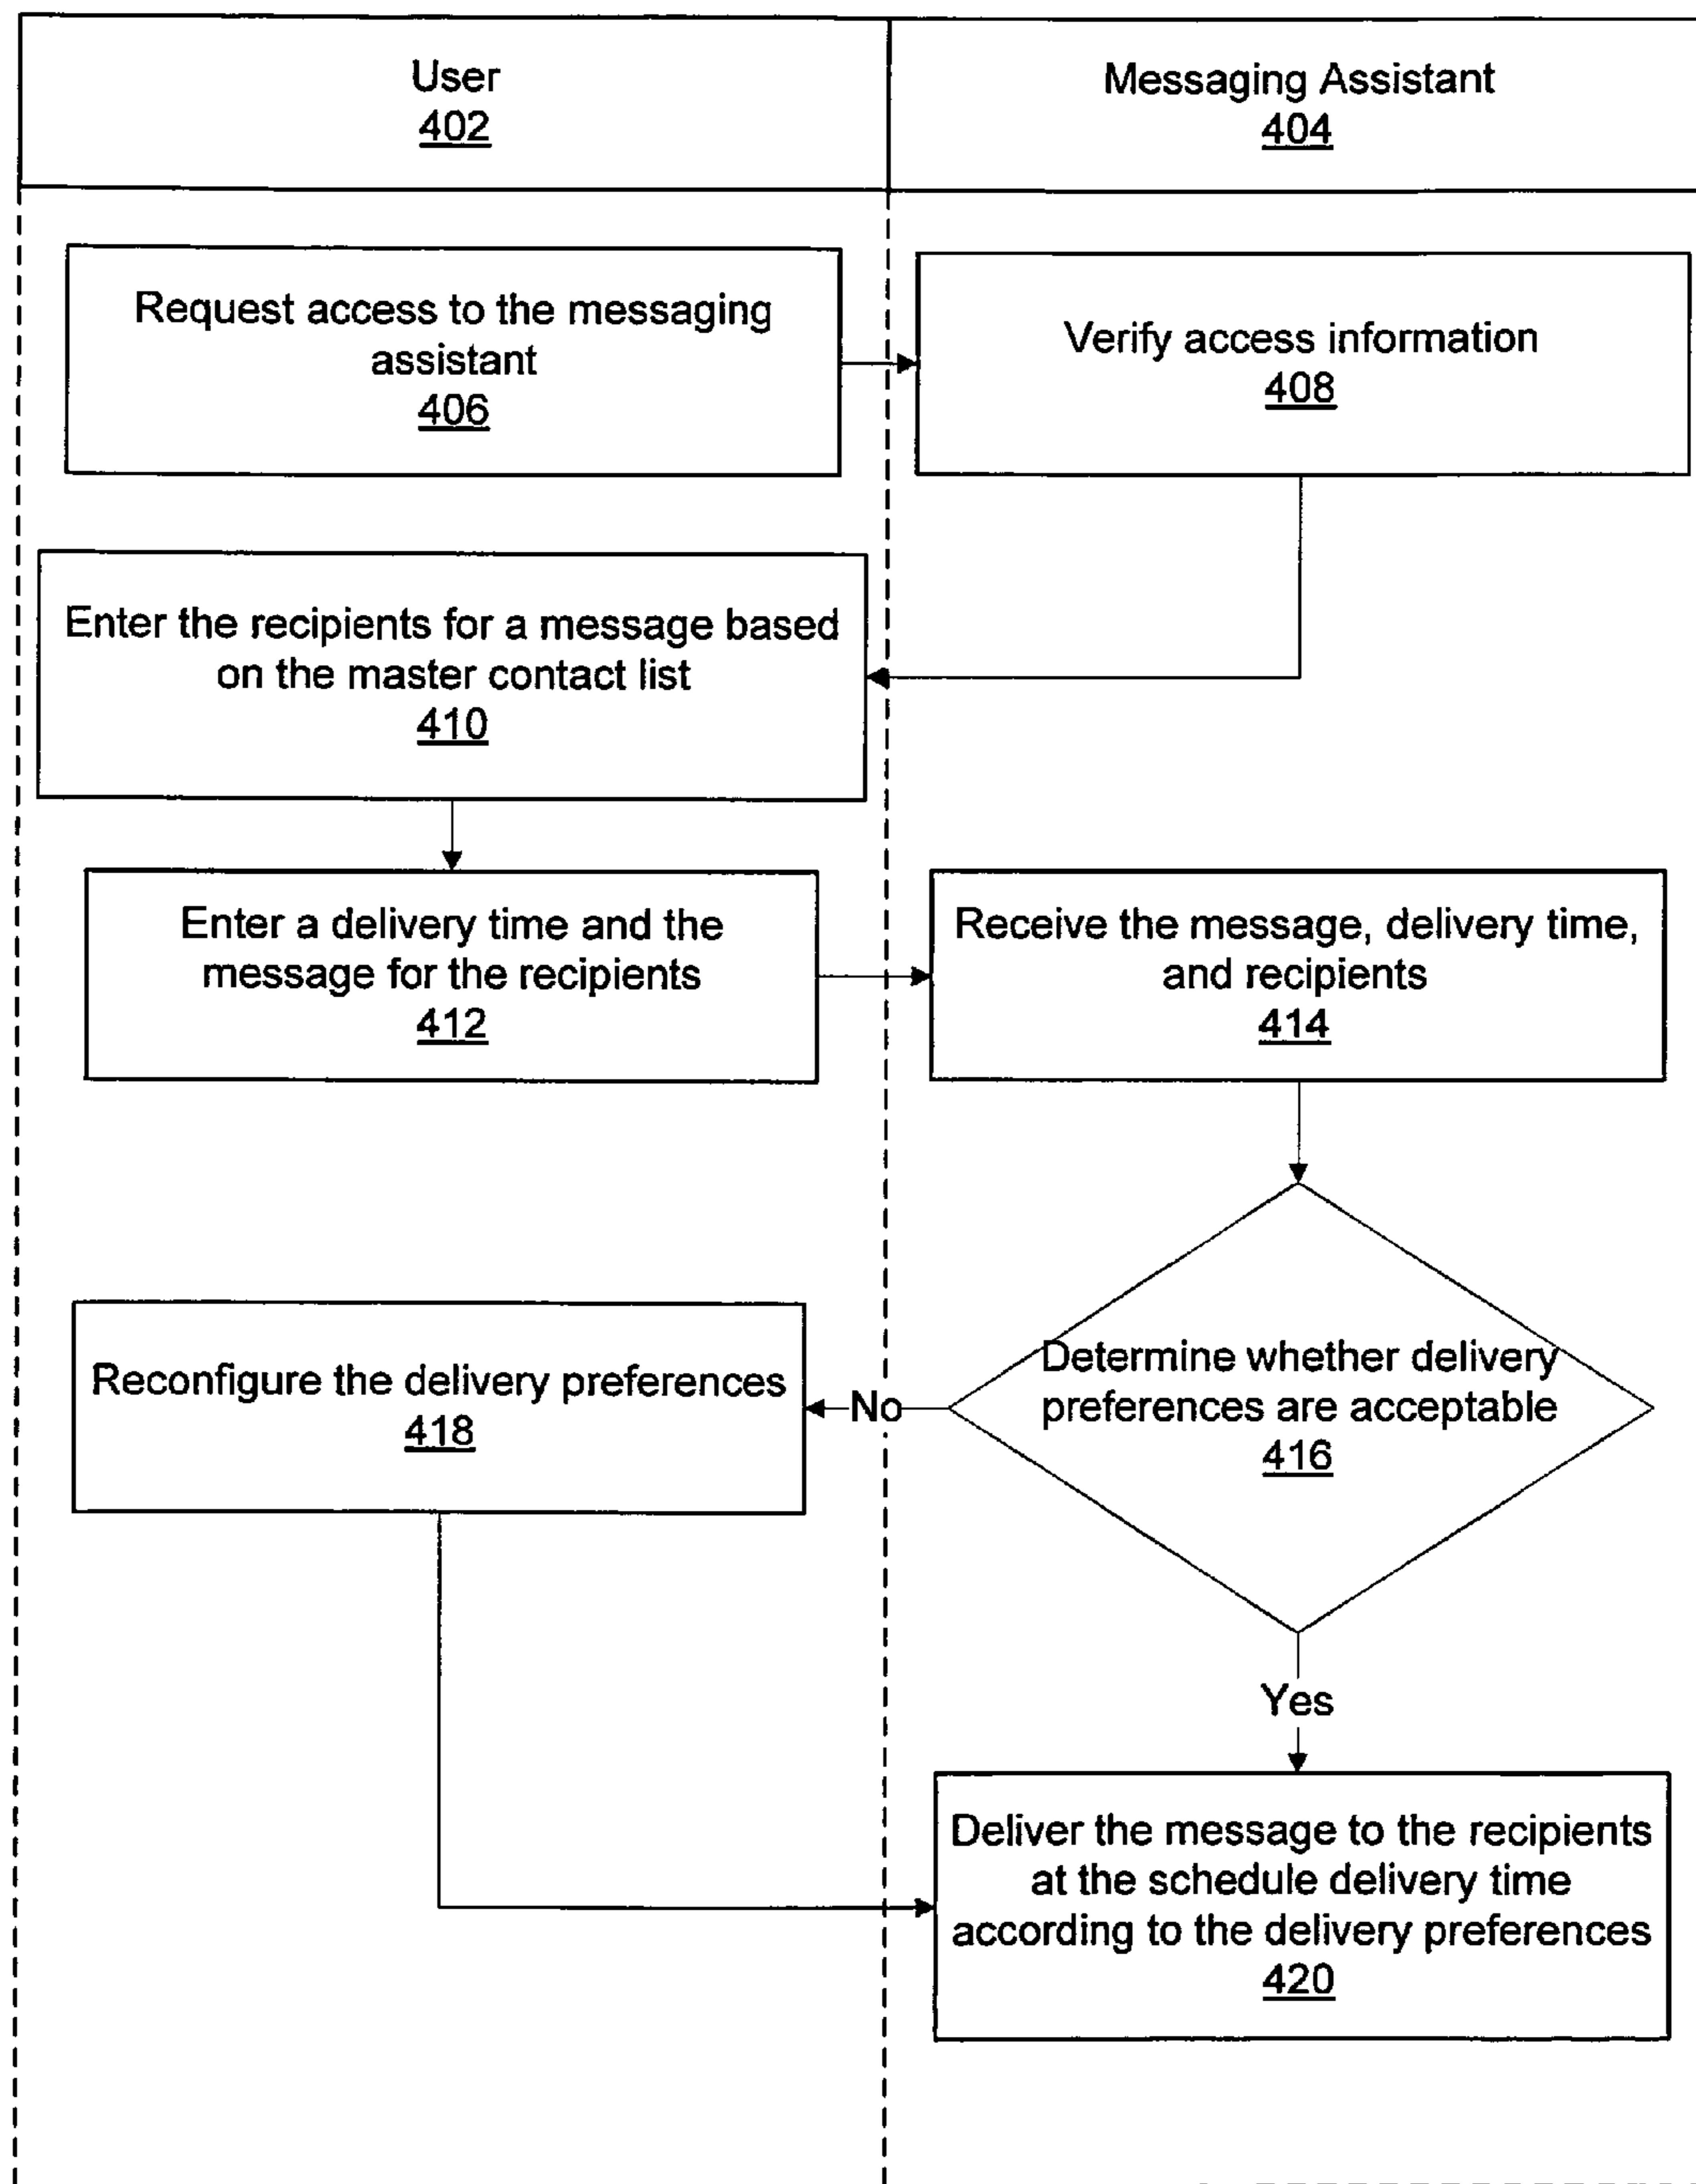 User
402
Messaging Assistant
404
Request access to the messaging
assistant
406
Verify access information
408
Enter the recipients for a message based
on the master contact list
410
Enter a delivery time and the
message for the recipients
412
Receive the message, delivery time,
and recipients
414
Determine whether delivery
preferences are acceptable
416
No
Reconfigure the delivery preferences
418
Yes
Deliver the message to the recipients
at the schedule delivery time
according to the delivery preferences
420